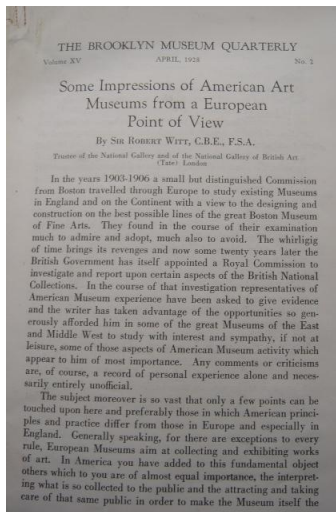 THE BROOKLYN MUSEUM QUARTERLY
Volume XV APRIL, 1928 No. 2
Some Impressions of American Art
Museums from a European
Point of View
By Sir Robert Witt, C.B.E., F.S.A.
Trustee of the National Gallery and of the National Gallery of British Art
(Tate) London
In the years 1903-1906 a small but distinguished Commission
from Boston travelled through Europe to study existing Museums
in England and on the Continent with a view to the designing and
construction on the best possible lines of the great Boston Museum
of Fine Arts. They found in the course of their examination
much to admire and adopt, much also to avoid. The whirligig
of time brings its revenges and now some twenty years later the
British Government has itself appointed a Royal Commission to
investigate and report upon certain aspects of the British National
Collections. In the course of that investigation representatives of
American Museum experience have been asked to give evidence
and the writer has taken advantage of the opportunities so gen-
erously afforded him in some of the great Museums of the East
and Middle West to study with interest and sympathy, if not at
leisure, some of those aspects of American Museum activity which
appear to him of most importance. Any comments or criticisms
are, of course, a record of personal experience alone and neces-
sarily entirely unofficial.
The subject moreover is so vast that only a few points can be
touched upon here and preferably those in which American princi-
ples and practice differ from those in Europe and especially in
England. Generally speaking, for there are exceptions to every
rule, European Museums aim at collecting and exhibiting works
of art. In America you have added to this fundamental object
others which to you are of almost equal importance, the interpret-
ing what is so collected to the public and the attracting and taking
care of that same public in order to make the Museum itself the